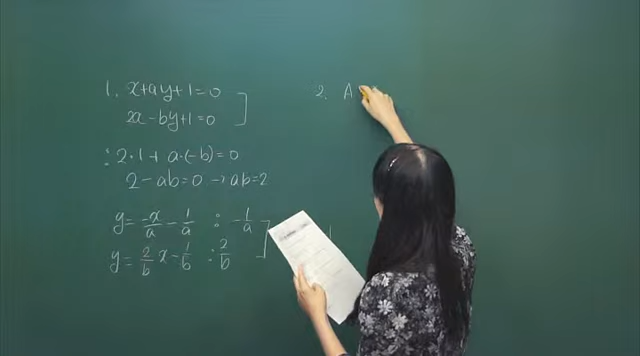 1. x+ay+1=0
2x-by+1=0
∴ 2·1+a·(-b)=0
2-ab=0 → ab=2
y= -x/a - 1/a : -1/a
y= 2/b x - 1/b : 2/b
2. A